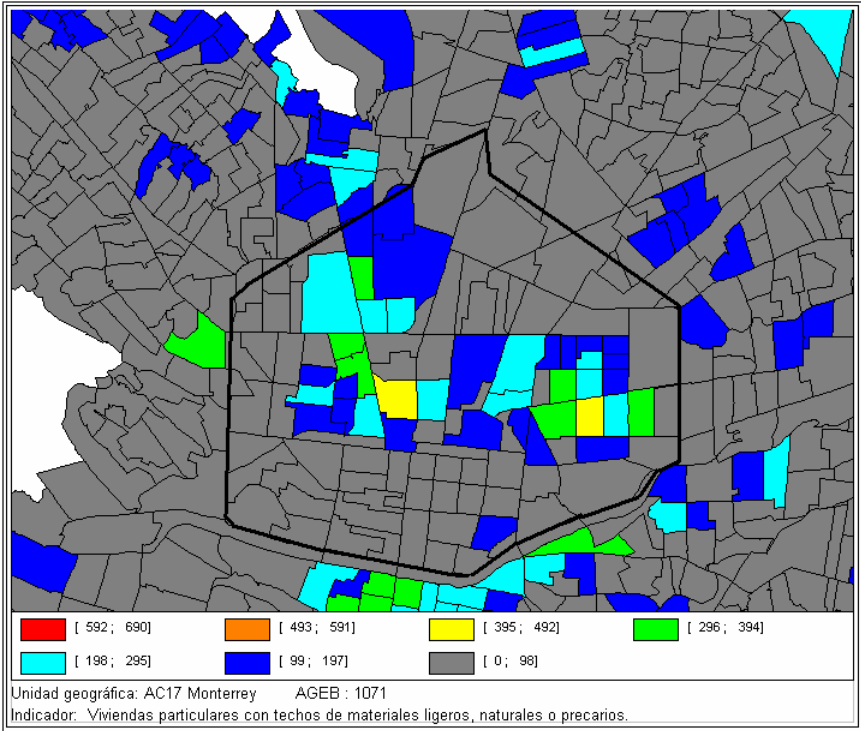 [ 592 ; 690] [ 493 ; 591] [ 395 ; 492] [ 296 ; 394]
[ 198 ; 295] [ 99 ; 197] [ 0 ; 98]
Unidad geográfica: AC17 Monterrey AGEB : 1071
Indicador: Viviendas particulares con techos de materiales ligeros, naturales o precarios.